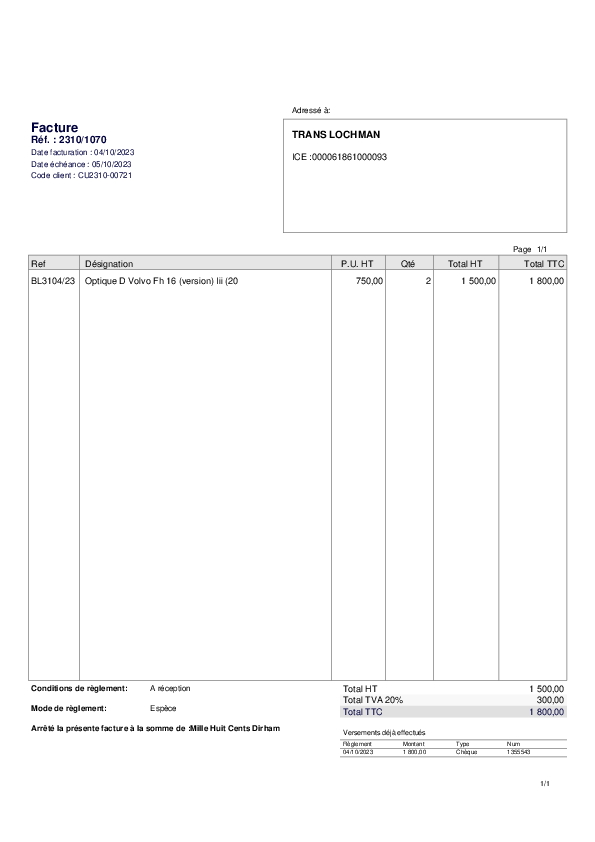 Adressé à:
Facture
Réf. : 2310/1070
Date facturation : 04/10/2023
Date échéance : 05/10/2023
Code client : CU2310-00721
TRANS LOCHMAN
ICE :000061861000093
Page 1/1
Ref Désignation P.U. HT Qté Total HT Total TTC
BL3104/23 Optique D Volvo Fh 16 (version) Iii (20 750,00 2 1 500,00 1 800,00
Conditions de règlement: A réception
Mode de règlement: Espèce
Arrêté la présente facture à la somme de :Mille Huit Cents Dirham
Total HT 1 500,00
Total TVA 20% 300,00
Total TTC 1 800,00
Versements déjà effectués
Règlement Montant Type Num
04/10/2023 1 800,00 Chèque 1355543
1/1